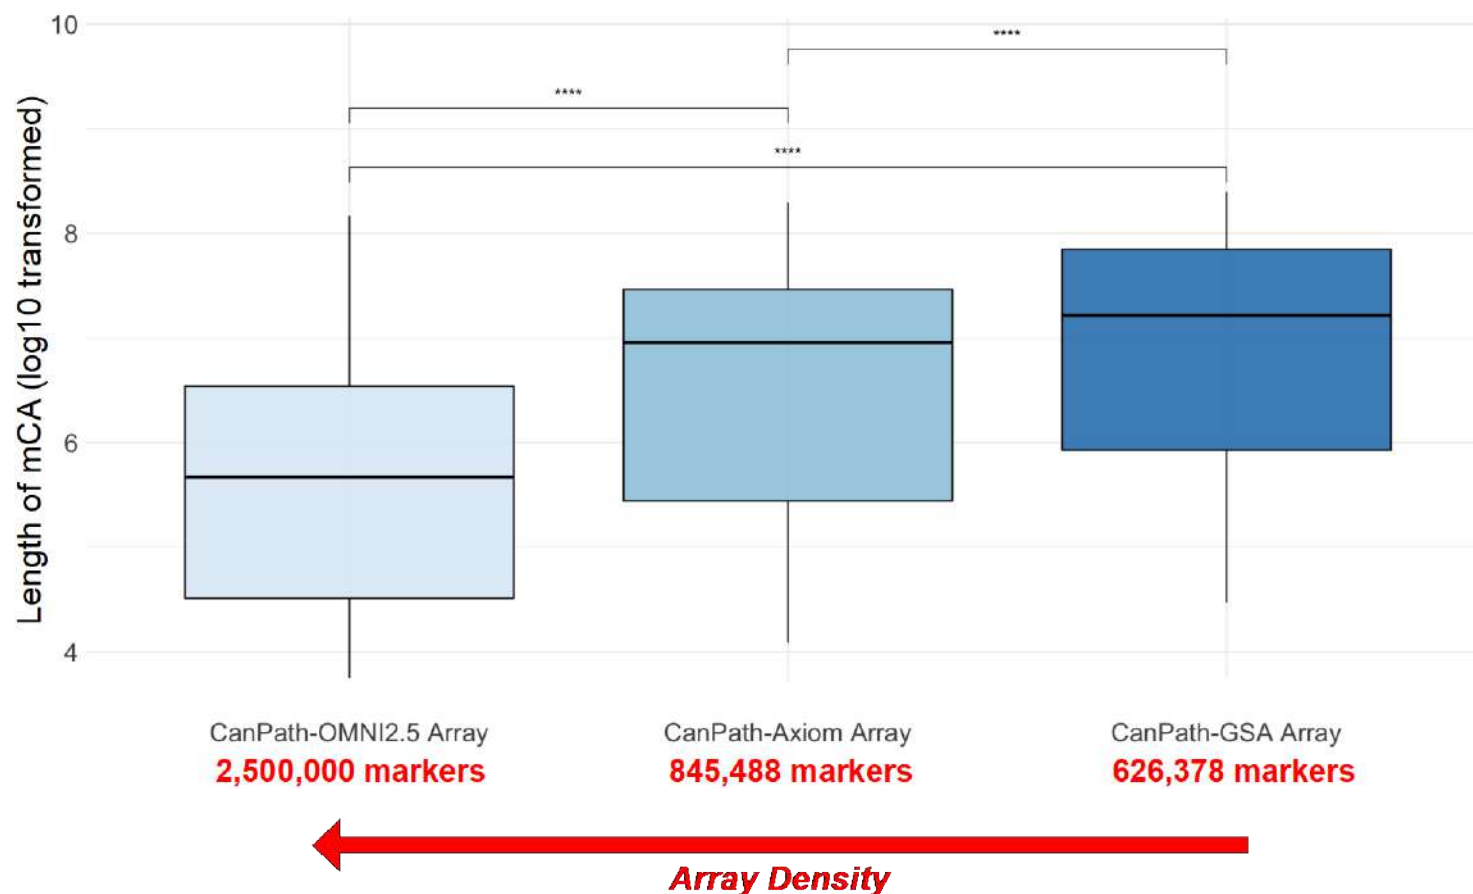 10
****
****
****
8
6
4
Length of mCA (log10 transformed)
CanPath-OMNI2.5 Array
2,500,000 markers
CanPath-Axiom Array
845,488 markers
CanPath-GSA Array
626,378 markers
Array Density